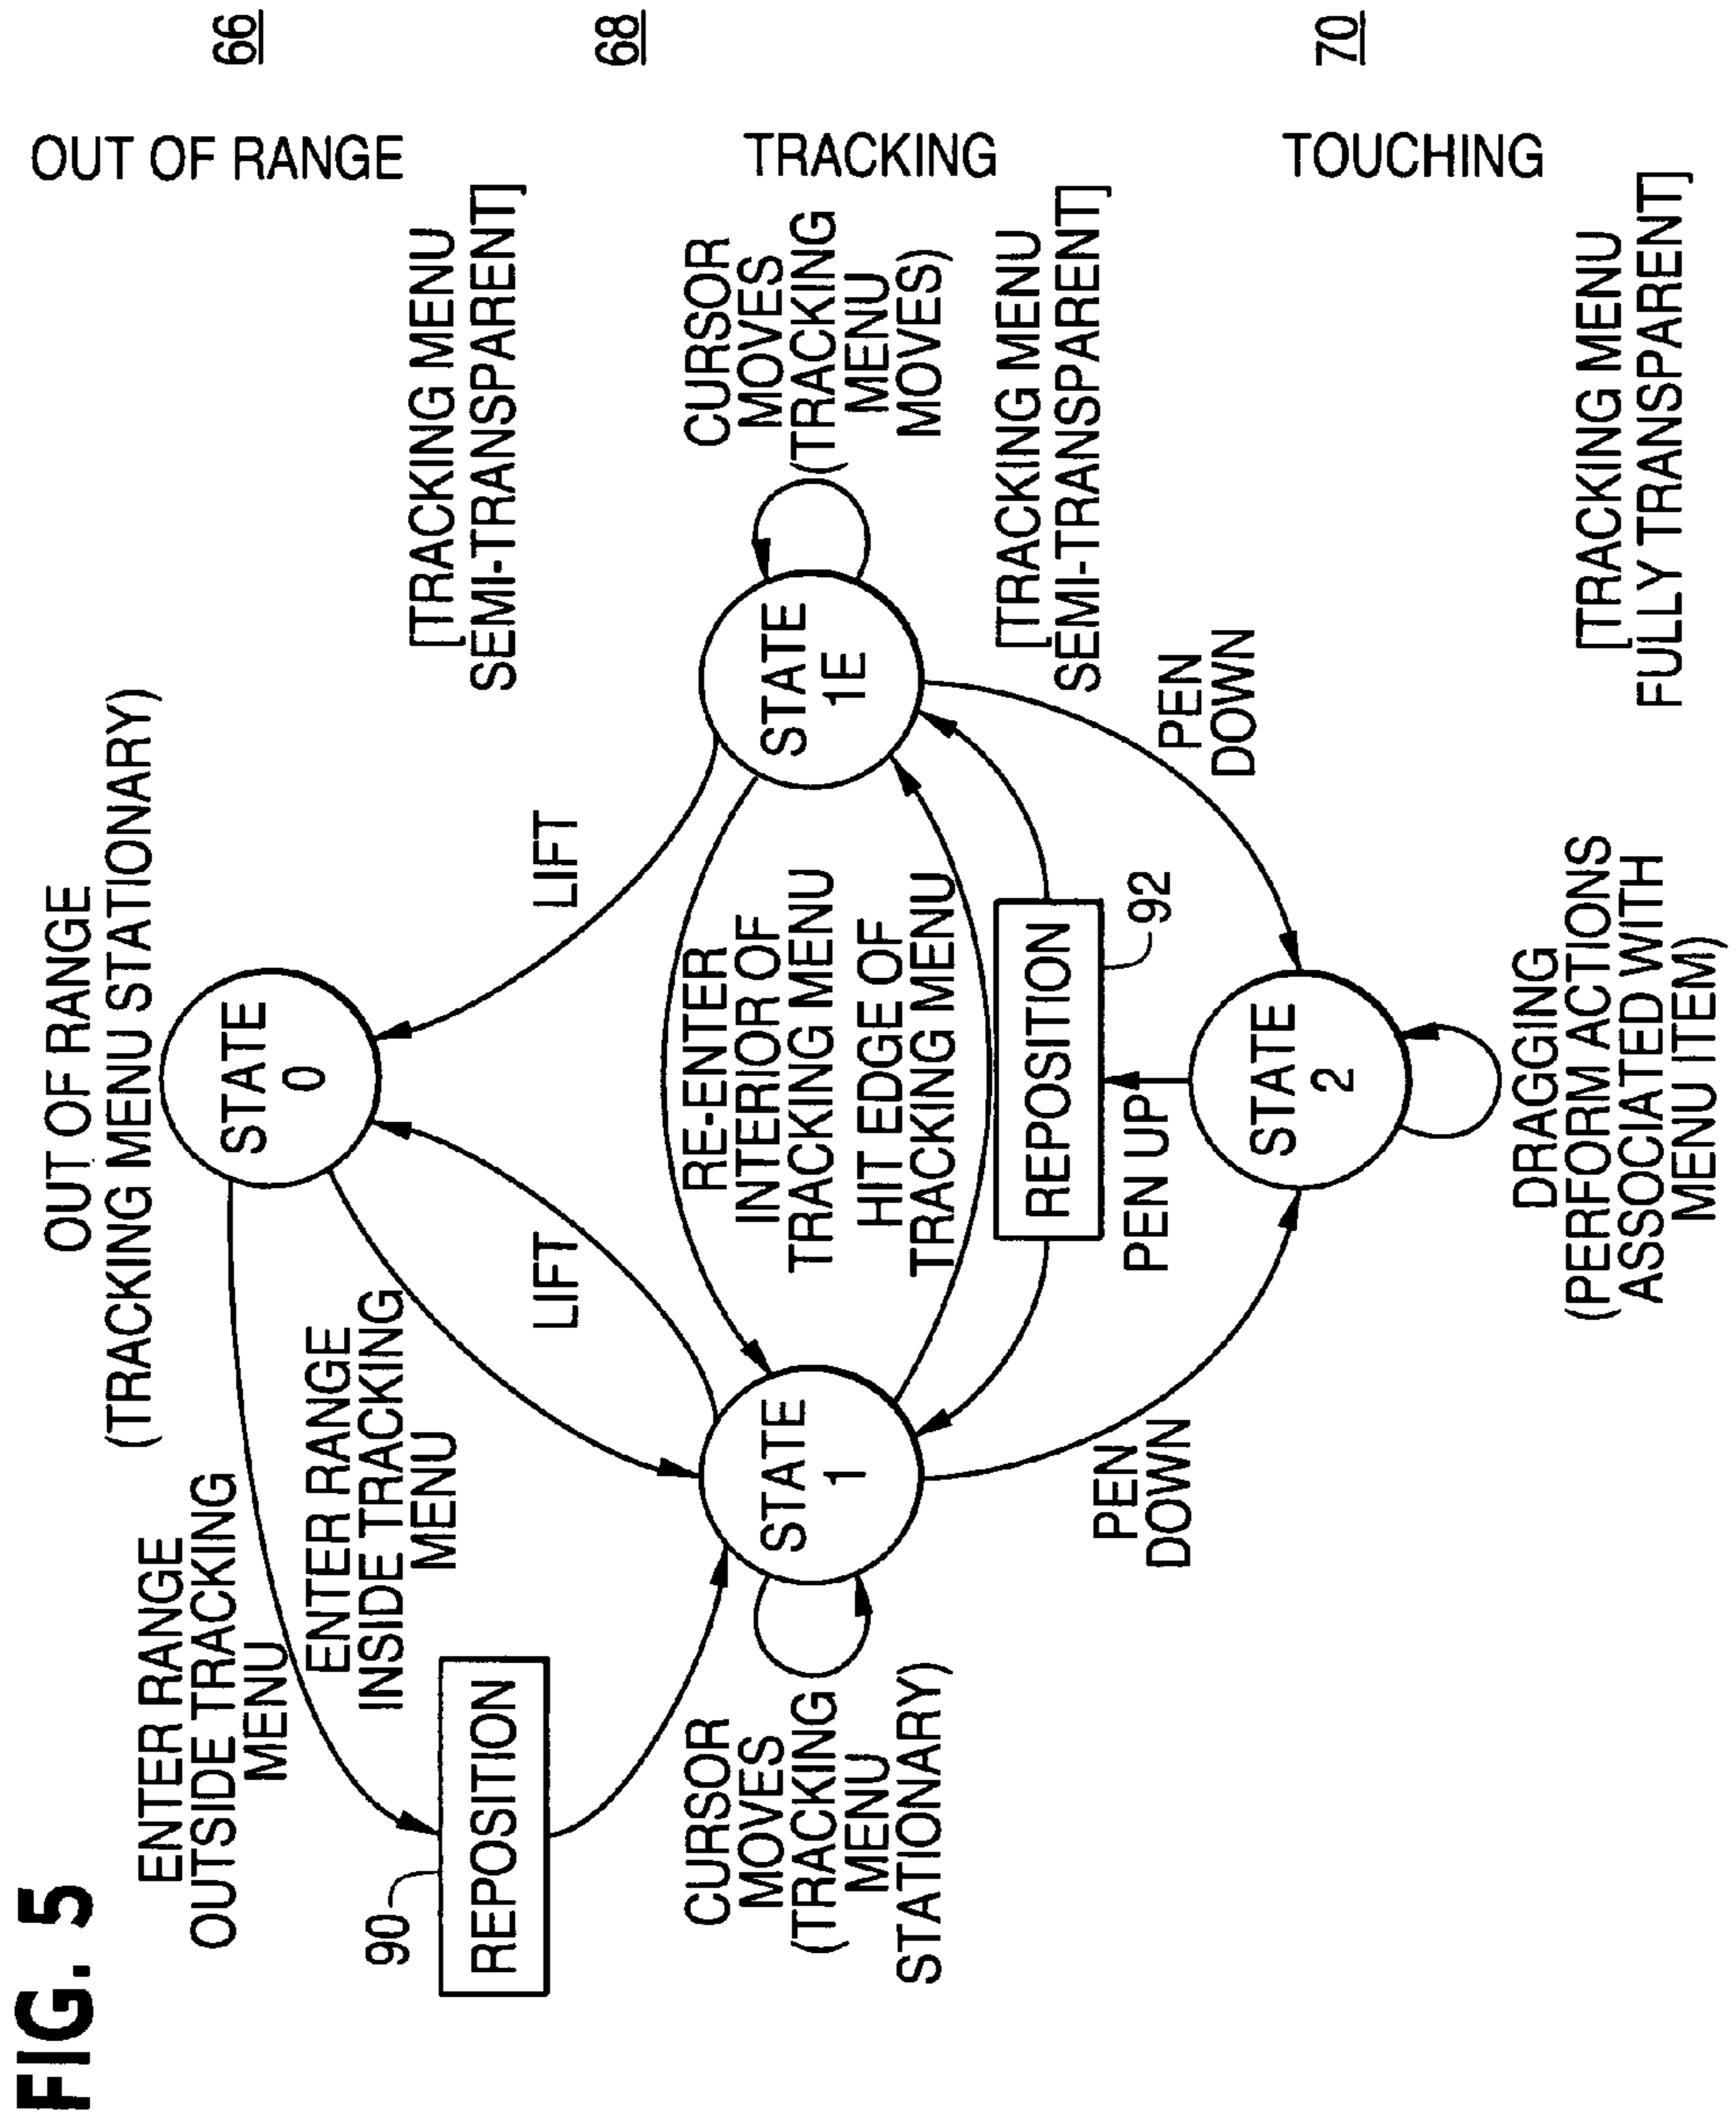 FIG. 5
OUT OF RANGE
(TRACKING MENU STATIONARY)
OUT OF RANGE
66
STATE
0
ENTER RANGE
OUTSIDE TRACKING
MENU
ENTER RANGE
INSIDE TRACKING
MENU
90
REPOSITION
LIFT
LIFT
[TRACKING MENU
SEMI-TRANSPARENT]
TRACKING
68
CURSOR
MOVES
(TRACKING
MENU
STATIONARY)
STATE
1
RE-ENTER
INTERIOR OF
TRACKING MENU
HIT EDGE OF
TRACKING MENU
STATE
1E
CURSOR
MOVES
(TRACKING
MENU
MOVES)
[TRACKING MENU
SEMI-TRANSPARENT]
REPOSITION
92
PEN UP
PEN
DOWN
PEN
DOWN
STATE
2
TOUCHING
70
DRAGGING
(PERFORM ACTIONS
ASSOCIATED WITH
MENU ITEM)
[TRACKING MENU
FULLY TRANSPARENT]